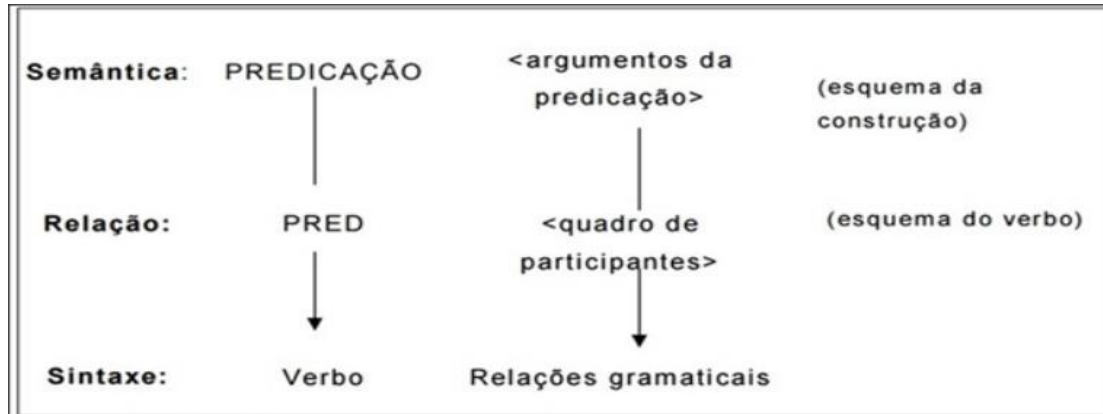 Semântica: PREDICAÇÃO <argumentos da
predicação>
(esquema da
construção)
Relação: PRED <quadro de
participantes>
(esquema do verbo)
Sintaxe: Verbo Relações gramaticais